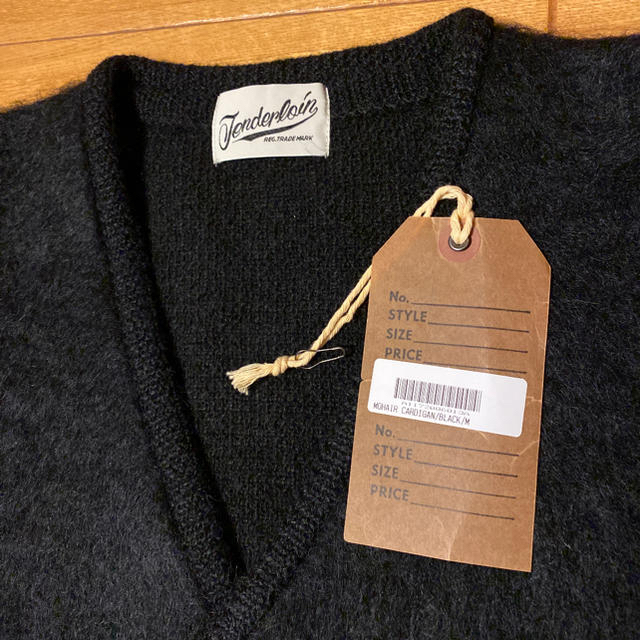 Tenderloin
REG. TRADE MARK
No.
STYLE
SIZE
PRICE
MOHAIR CARDIGAN/BLACK/M
No.
STYLE
SIZE
PRICE